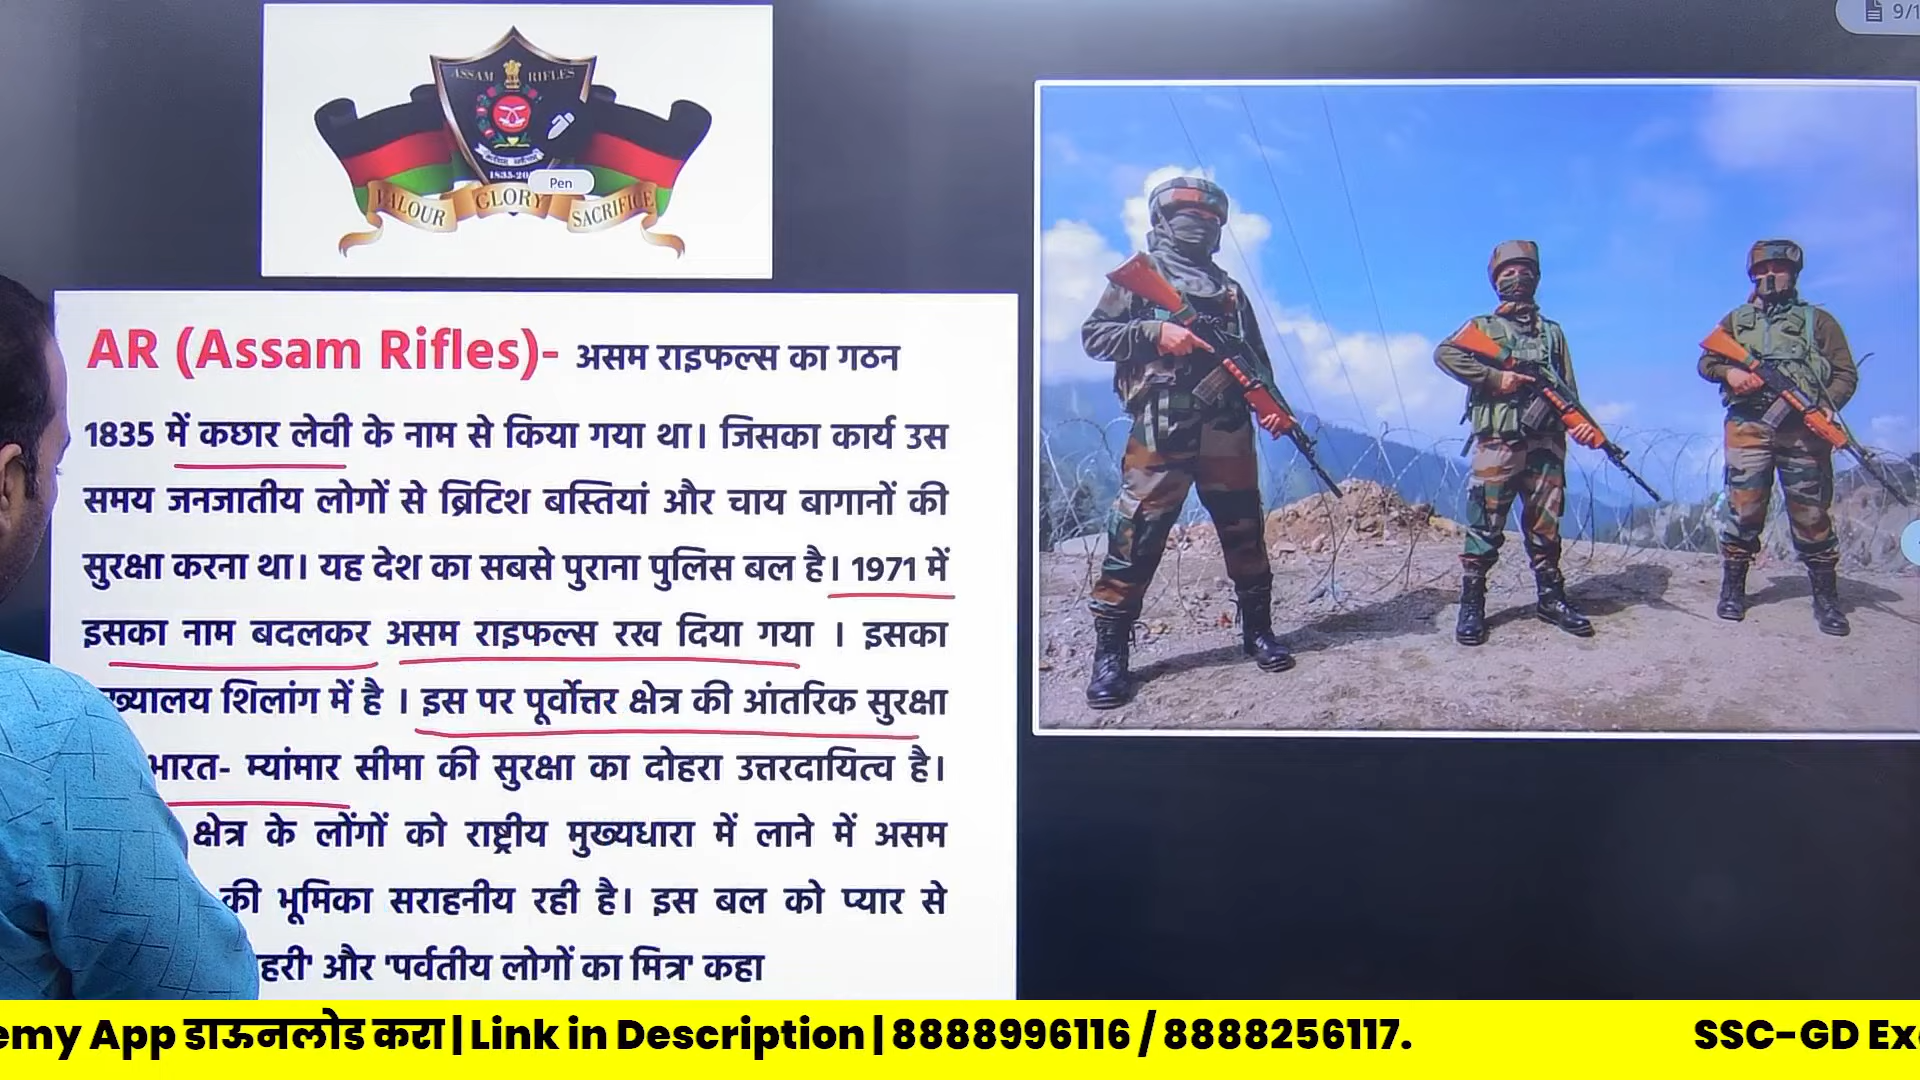 9/1
ASSAM RIFLES
1835-20
Pen
VALOUR GLORY SACRIFICE
AR (Assam Rifles)- असम राइफल्स का गठन
1835 में कछार लेवी के नाम से किया गया था। जिसका कार्य उस
समय जनजातीय लोगों से ब्रिटिश बस्तियां और चाय बागानों की
सुरक्षा करना था। यह देश का सबसे पुराना पुलिस बल है। 1971 में
इसका नाम बदलकर असम राइफल्स रख दिया गया । इसका
ख्यालय शिलांग में है । इस पर पूर्वोत्तर क्षेत्र की आंतरिक सुरक्षा
भारत- म्यांमार सीमा की सुरक्षा का दोहरा उत्तरदायित्व है।
क्षेत्र के लोंगों को राष्ट्रीय मुख्यधारा में लाने में असम
की भूमिका सराहनीय रही है। इस बल को प्यार से
हरी' और 'पर्वतीय लोगों का मित्र' कहा
emy App डाऊनलोड करा | Link in Description | 8888996116 / 8888256117. SSC-GD Ex